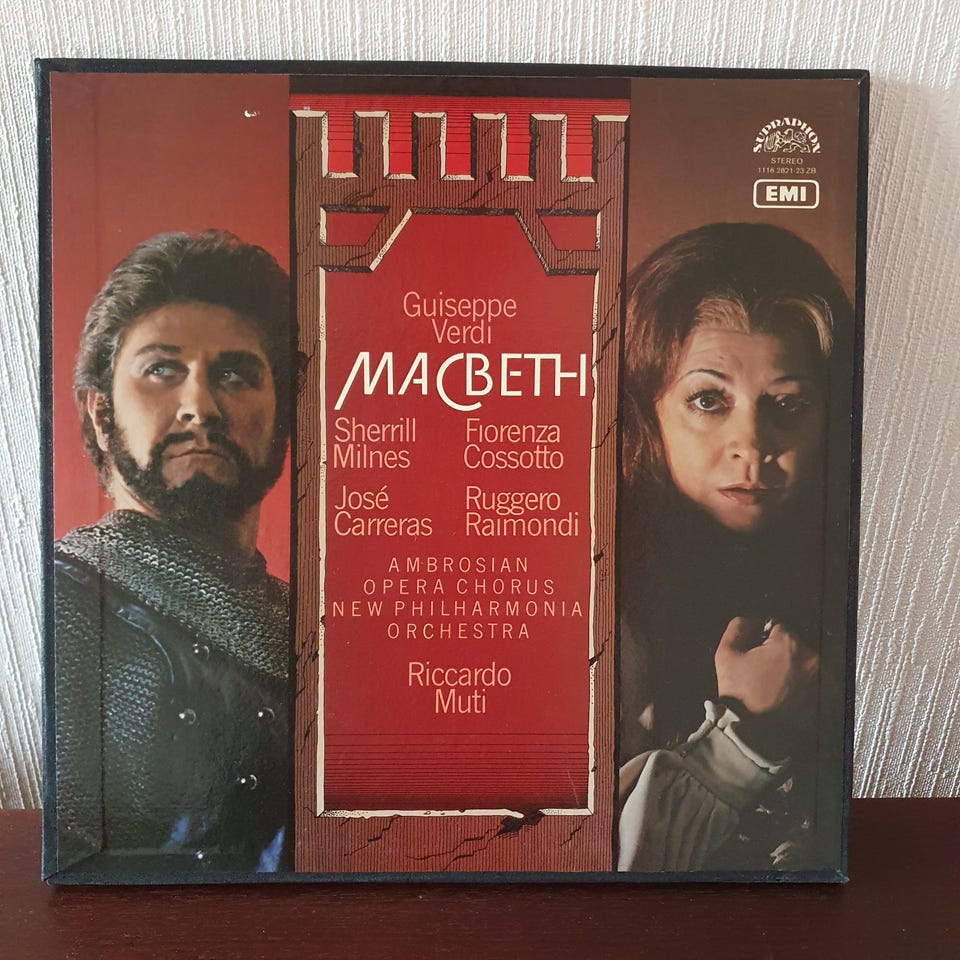 SUPRAPHON
STEREO
1116 2821-23 ZB
EMI
Guiseppe
Verdi
MACBETH
Sherrill
Milnes
Fiorenza
Cossotto
José
Carreras
Ruggero
Raimondi
AMBROSIAN
OPERA CHORUS
NEW PHILHARMONIA
ORCHESTRA
Riccardo
Muti